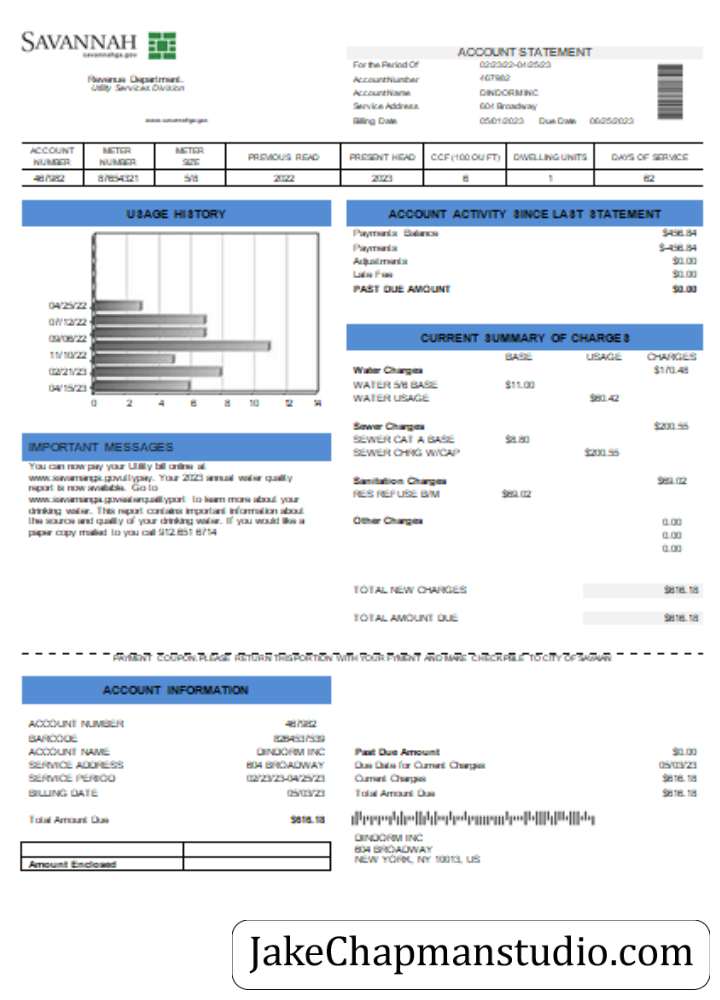 SAVANNAH
savannahga.gov
Revenue Department.
Utility Services Division
www.savannahga.gov
ACCOUNT STATEMENT
For the Period Of 02/23/22-04/25/23
Account Number 467982
Account Name DINDORM INC
Service Address 604 Broadway
Billing Date 05/01/2023 Due Date 06/25/2023
ACCOUNT NUMBER METER NUMBER METER SIZE PREVIOUS READ PRESENT HEAD CCF (100 OU FT) DWELLING UNITS DAYS OF SERVICE
467982 87654321 5/8 2022 2023 6 1 62
USAGE HISTORY
04/25/22
07/12/22
09/06/22
11/10/22
02/21/23
04/15/23
0 2 4 6 8 10 12 14
IMPORTANT MESSAGES
You can now pay your Utility bill online at
Your 2023 annual water quality
report is now available. Go to
to learn more about your
drinking water. This report contains important information about
the source and quality of your drinking water. If you would like a
paper copy mailed to you call 912.651 6714
ACCOUNT ACTIVITY SINCE LAST STATEMENT
Payments Balance $456.84
Payments $-456.84
Adjustments $0.00
Late Fee $0.00
PAST DUE AMOUNT $0.00
CURRENT SUMMARY OF CHARGES
BASE USAGE CHARGES
Water Charges $170.48
WATER 5/8 BASE $11.00
WATER USAGE $60.42
Sewer Charges $200.55
SEWER CAT A BASE $8.80
SEWER CHRG W/CAP $200.55
Sanitation Charges $69.02
RES REFUSE B/M $69.02
Other Charges 0.00
0.00
0.00
TOTAL NEW CHARGES $616.18
TOTAL AMOUNT DUE $616.18
PAYMENT COUPON. PLEASE RETURN THIS PORTION WITH YOUR PYMENT AND MAKE CHECK TO CITY OF
ACCOUNT INFORMATION
ACCOUNT NUMBER 467982
BARCODE 8264537539
ACCOUNT NAME DINDORM INC
SERVICE ADDRESS 604 BROADWAY
SERVICE PERIOD 02/23/23-04/25/23
BILLING DATE 05/03/23
Total Amount Due $616.18
Amount Enclosed
Past Due Amount $0.00
Due Date for Current Charges 05/03/23
Current Charges $616.18
Total Amount Due $616.18
DINDORM INC
604 BROADWAY
NEW YORK, NY 10013, US
JakeChapmanstudio.com